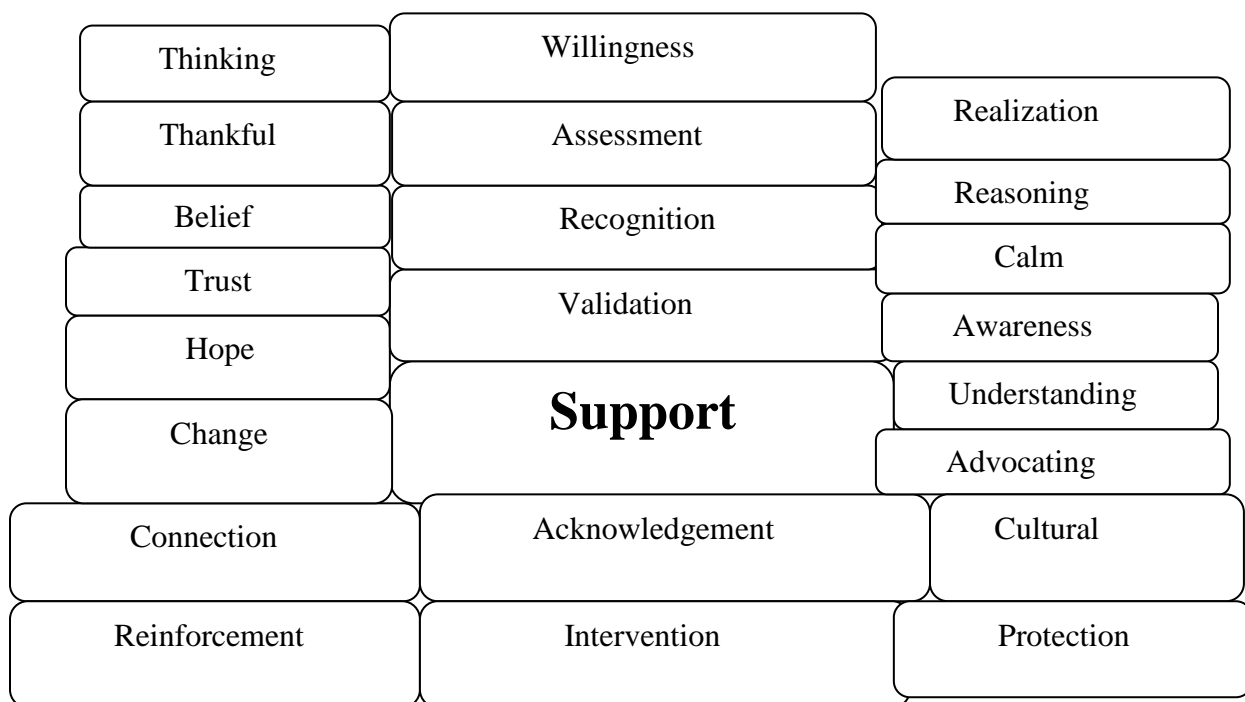 Thinking
Willingness
Realization
Thankful
Assessment
Reasoning
Belief
Recognition
Calm
Trust
Validation
Awareness
Hope
Support
Understanding
Change
Advocating
Connection
Acknowledgement
Cultural
Reinforcement
Intervention
Protection